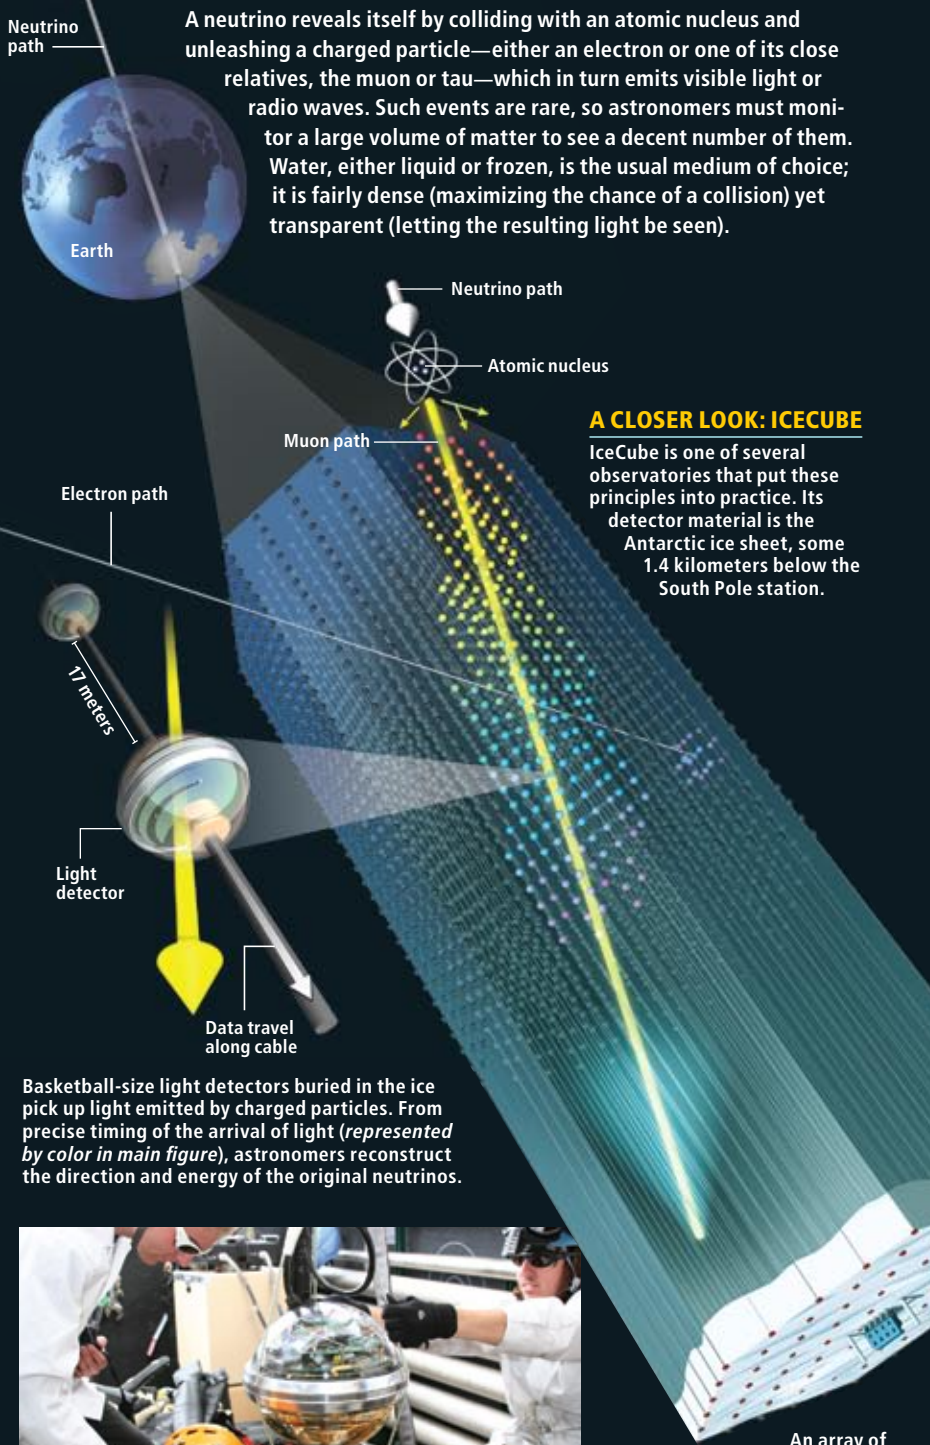 Neutrino
path
A neutrino reveals itself by colliding with an atomic nucleus and
unleashing a charged particle—either an electron or one of its close
relatives, the muon or tau—which in turn emits visible light or
radio waves. Such events are rare, so astronomers must moni-
tor a large volume of matter to see a decent number of them.
Water, either liquid or frozen, is the usual medium of choice;
it is fairly dense (maximizing the chance of a collision) yet
transparent (letting the resulting light be seen).
Earth
Neutrino path
Atomic nucleus
Muon path
A CLOSER LOOK: ICECUBE
IceCube is one of several
observatories that put these
principles into practice. Its
detector material is the
Antarctic ice sheet, some
1.4 kilometers below the
South Pole station.
Electron path
17 meters
Light
detector
Data travel
along cable
Basketball-size light detectors buried in the ice
pick up light emitted by charged particles. From
precise timing of the arrival of light (represented
by color in main figure), astronomers reconstruct
the direction and energy of the original neutrinos.
An array of